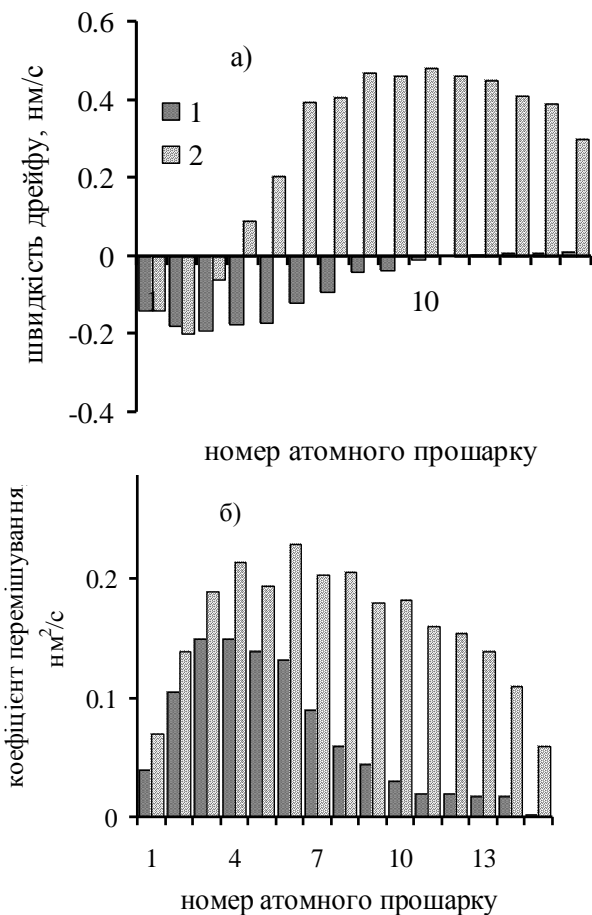 а)
швидкість дрейфу, нм/с
0.6
0.4
0.2
0
-0.2
-0.4
1
2
1
10
номер атомного прошарку
б)
коефіцієнт перемішування
нм²/с
0.2
0.1
0
1 4 7 10 13
номер атомного прошарку